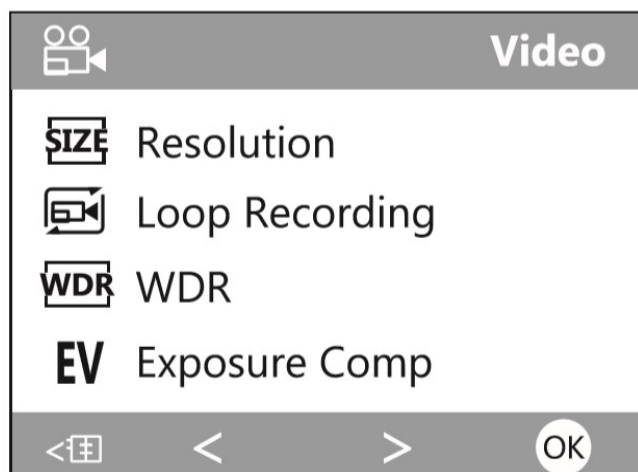 Video
SIZE Resolution
Loop Recording
WDR WDR
EV Exposure Comp
< < > OK